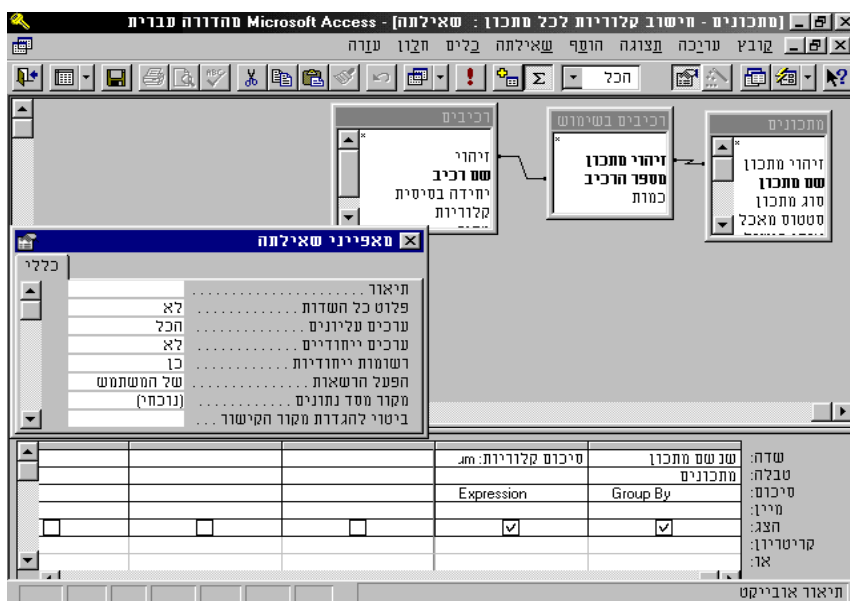 Microsoft Access - [מתכונים - חישוב קלוריות לכל מתכון : שאילתה] מהדורה עברית
קובץ עריכה תצוגה הוסף שאילתה כלים חלון עזרה
הכל
מתכונים
זיהוי מתכון
שם מתכון
סוג מתכון
סטטוס מאכל
רכיבים בשימוש
*
זיהוי מתכון
מספר הרכיב
כמות
רכיבים
*
זיהוי
שם רכיב
יחידה בסיסית
קלוריות
מאפייני שאילתה
כללי
תיאור . . . . . . . . . . . . . . . . . . . . . .
פלוט כל השדות . . . . . . . . . . . . . לא
ערכים עליונים . . . . . . . . . . . . . הכל
ערכים ייחודיים . . . . . . . . . . . . . לא
רשומות ייחודיות . . . . . . . . . . . . . כן
הפעל הרשאות . . . . . . . . . . . . . של המשתמש
מקור מסד נתונים . . . . . . . . . . . . (נוכחי)
ביטוי להגדרת מקור הקישור . . .
שדה: שנ שם מתכון סיכום קלוריות:
טבלה: מתכונים
סיכום: Group By Expression
מיין:
הצג:
קריטריון:
או:
תיאור אובייקט